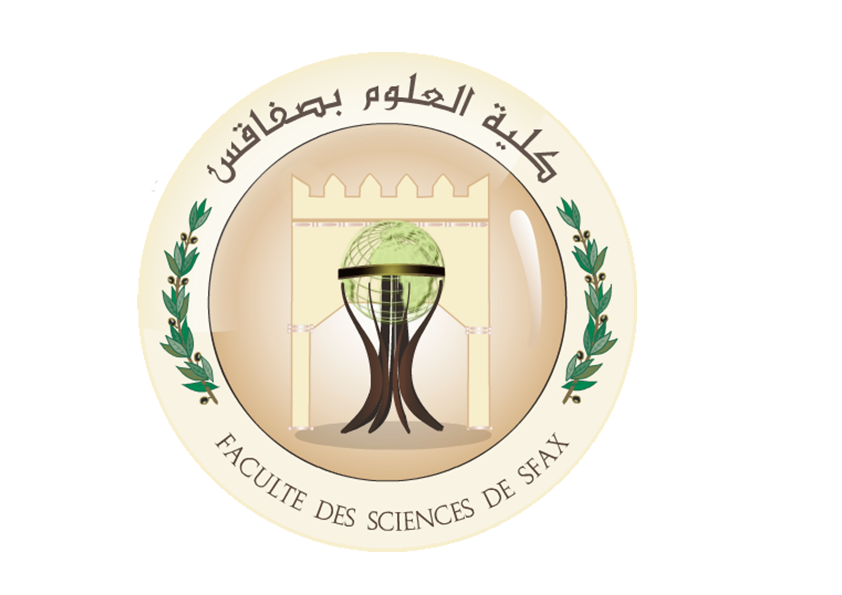 كلية العلوم بصفاقس
FACULTE DES SCIENCES DE SFAX